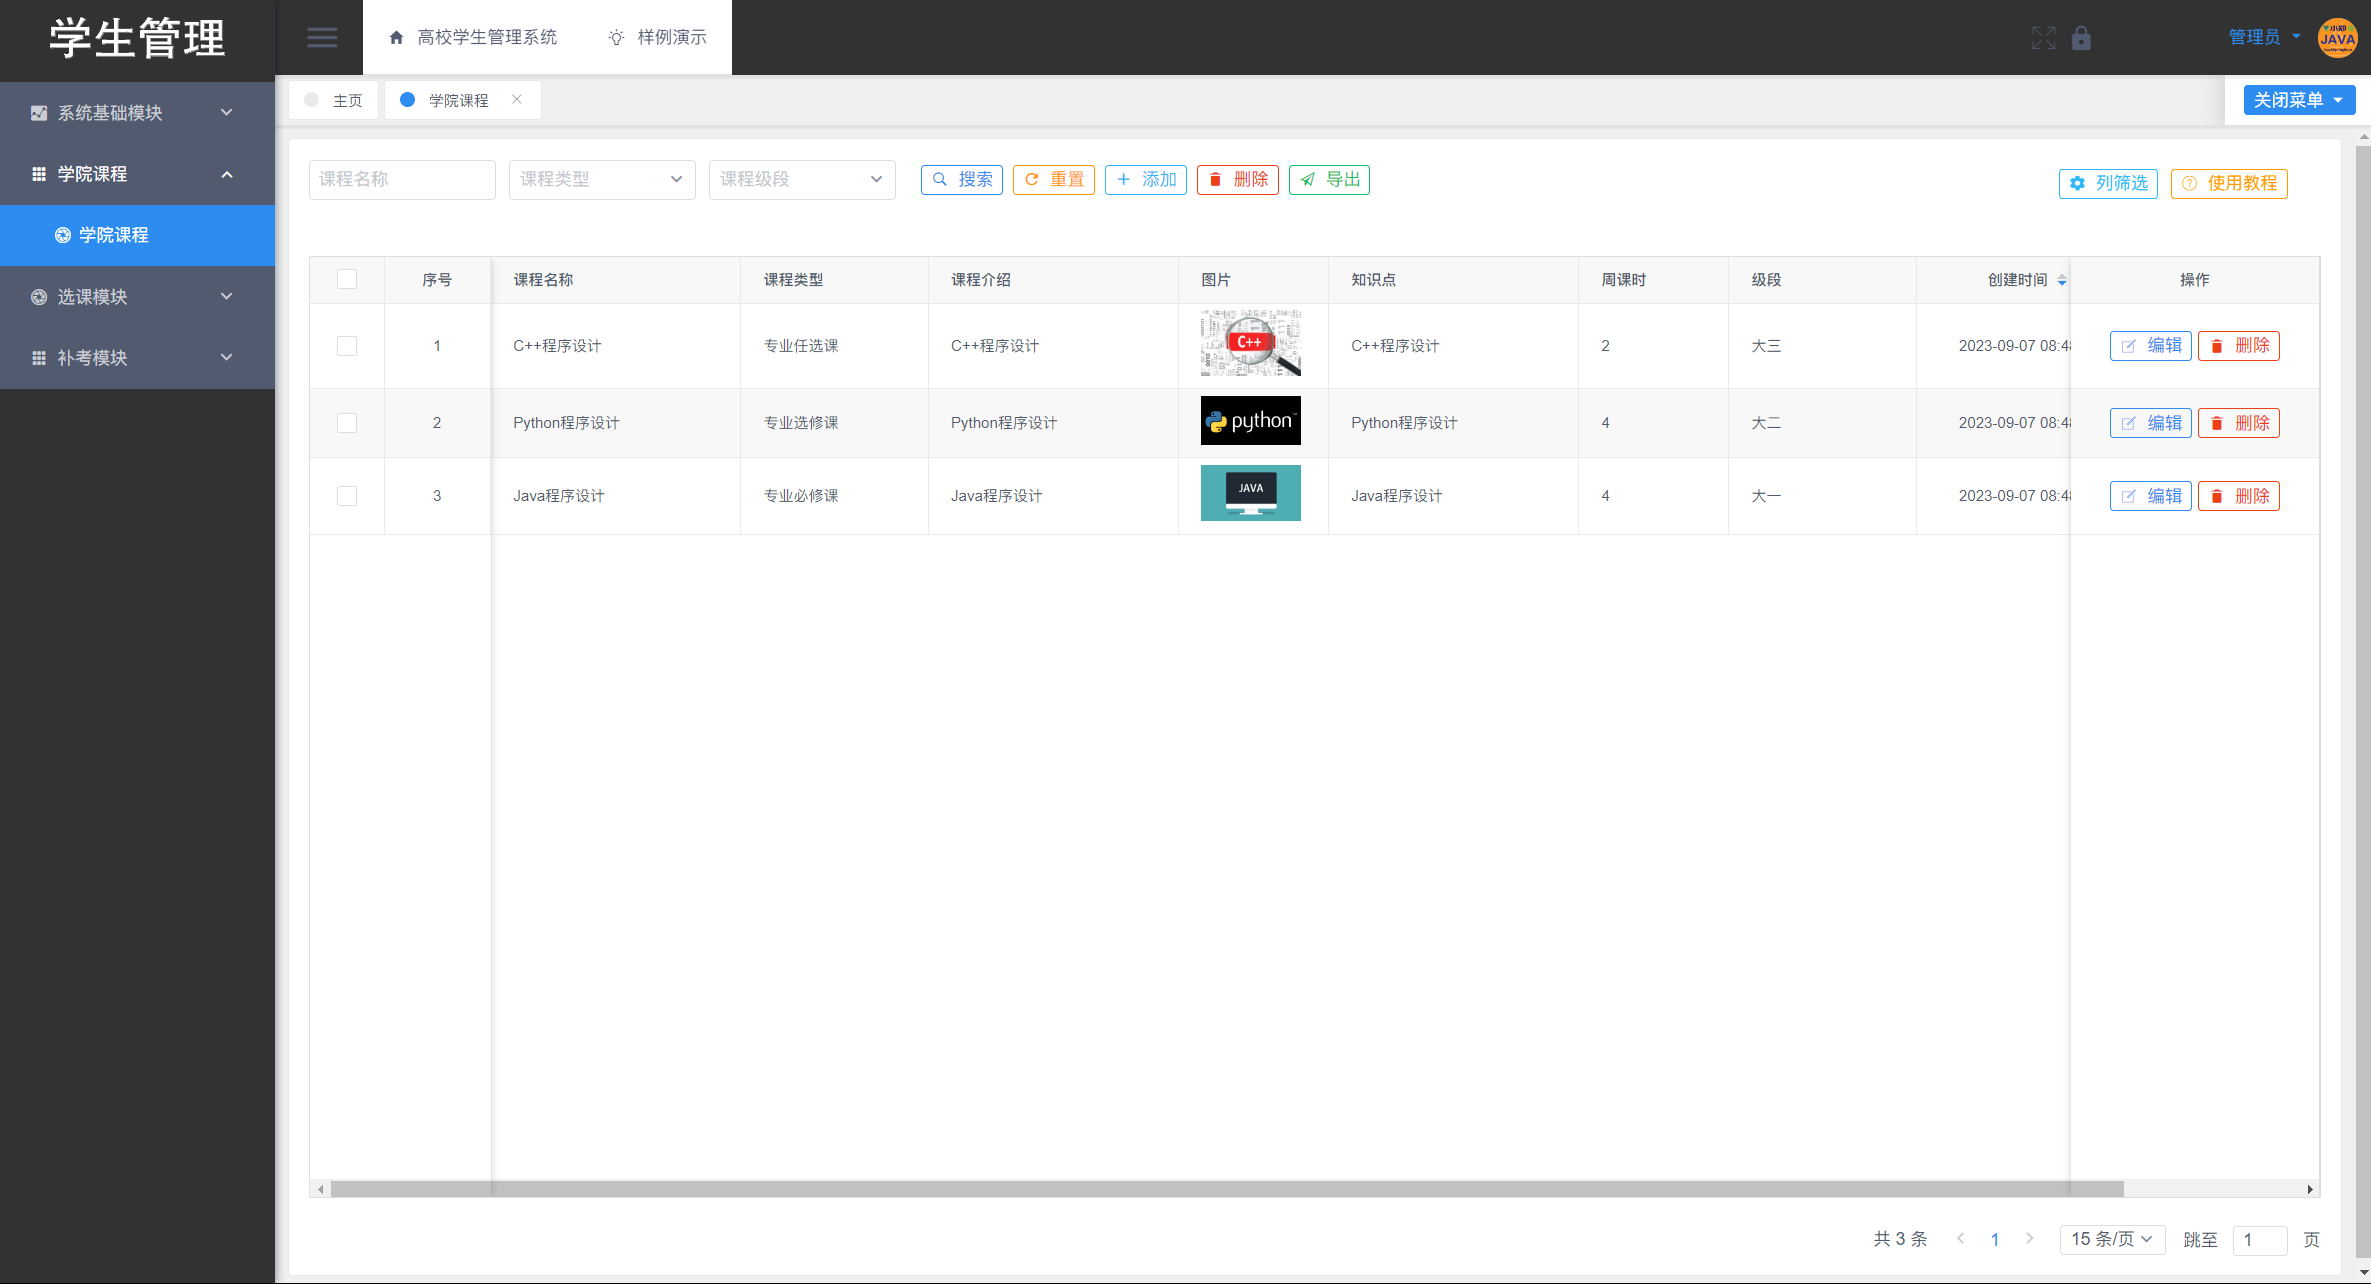 学生管理
高校学生管理系统
样例演示
管理员
小郑
JAVA
系统基础模块
学院课程
学院课程
选课模块
补考模块
主页
学院课程
关闭菜单
课程名称
课程类型
课程级段
搜索
重置
添加
删除
导出
列筛选
使用教程
序号 课程名称 课程类型 课程介绍 图片 知识点 周课时 级段 创建时间 操作
1 C++程序设计 专业任选课 C++程序设计 C++ C++程序设计 2 大三 2023-09-07 08:48 编辑 删除
2 Python程序设计 专业选修课 Python程序设计 python Python程序设计 4 大二 2023-09-07 08:48 编辑 删除
3 Java程序设计 专业必修课 Java程序设计 JAVA Java程序设计 4 大一 2023-09-07 08:48 编辑 删除
共 3 条 1 15 条/页 跳至 1 页